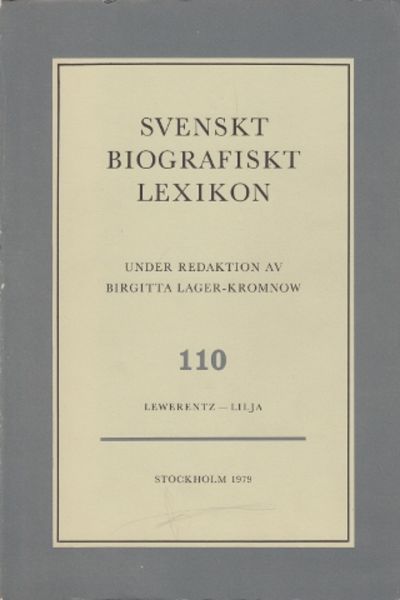 SVENSKT
BIOGRAFISKT
LEXIKON
UNDER REDAKTION AV
BIRGITTA LAGER-KROMNOW
110
LEWERENTZ — LILJA
STOCKHOLM 1979